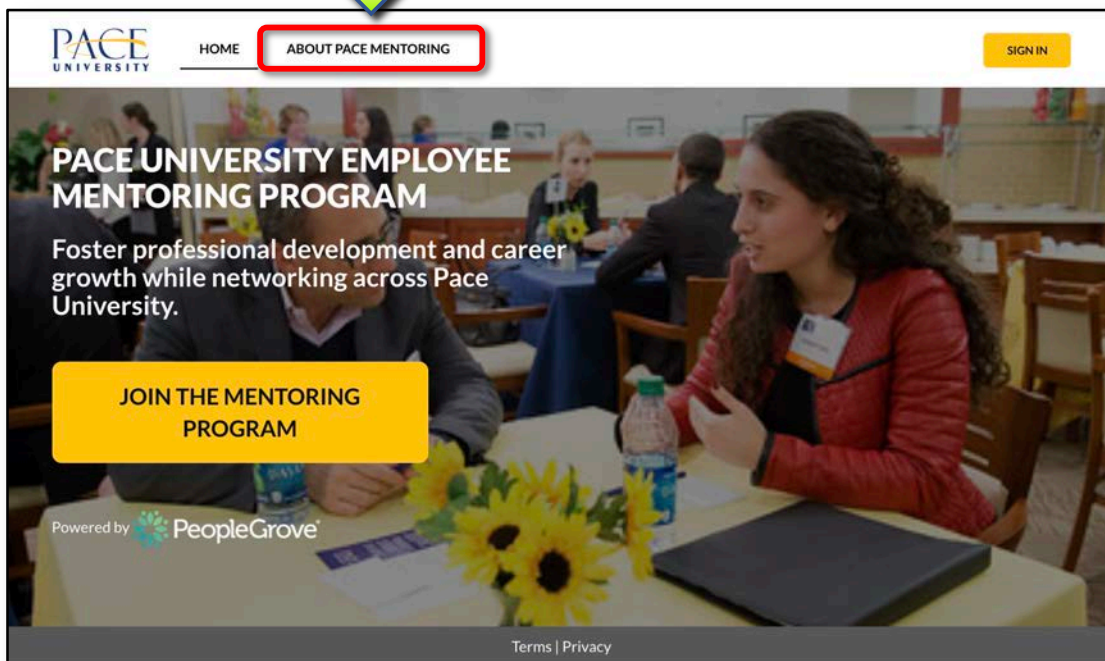 PACE
UNIVERSITY
HOME
ABOUT PACE MENTORING
SIGN IN
PACE UNIVERSITY EMPLOYEE
MENTORING PROGRAM
Foster professional development and career
growth while networking across Pace
University.
JOIN THE MENTORING
PROGRAM
Powered by PeopleGrove
Terms | Privacy